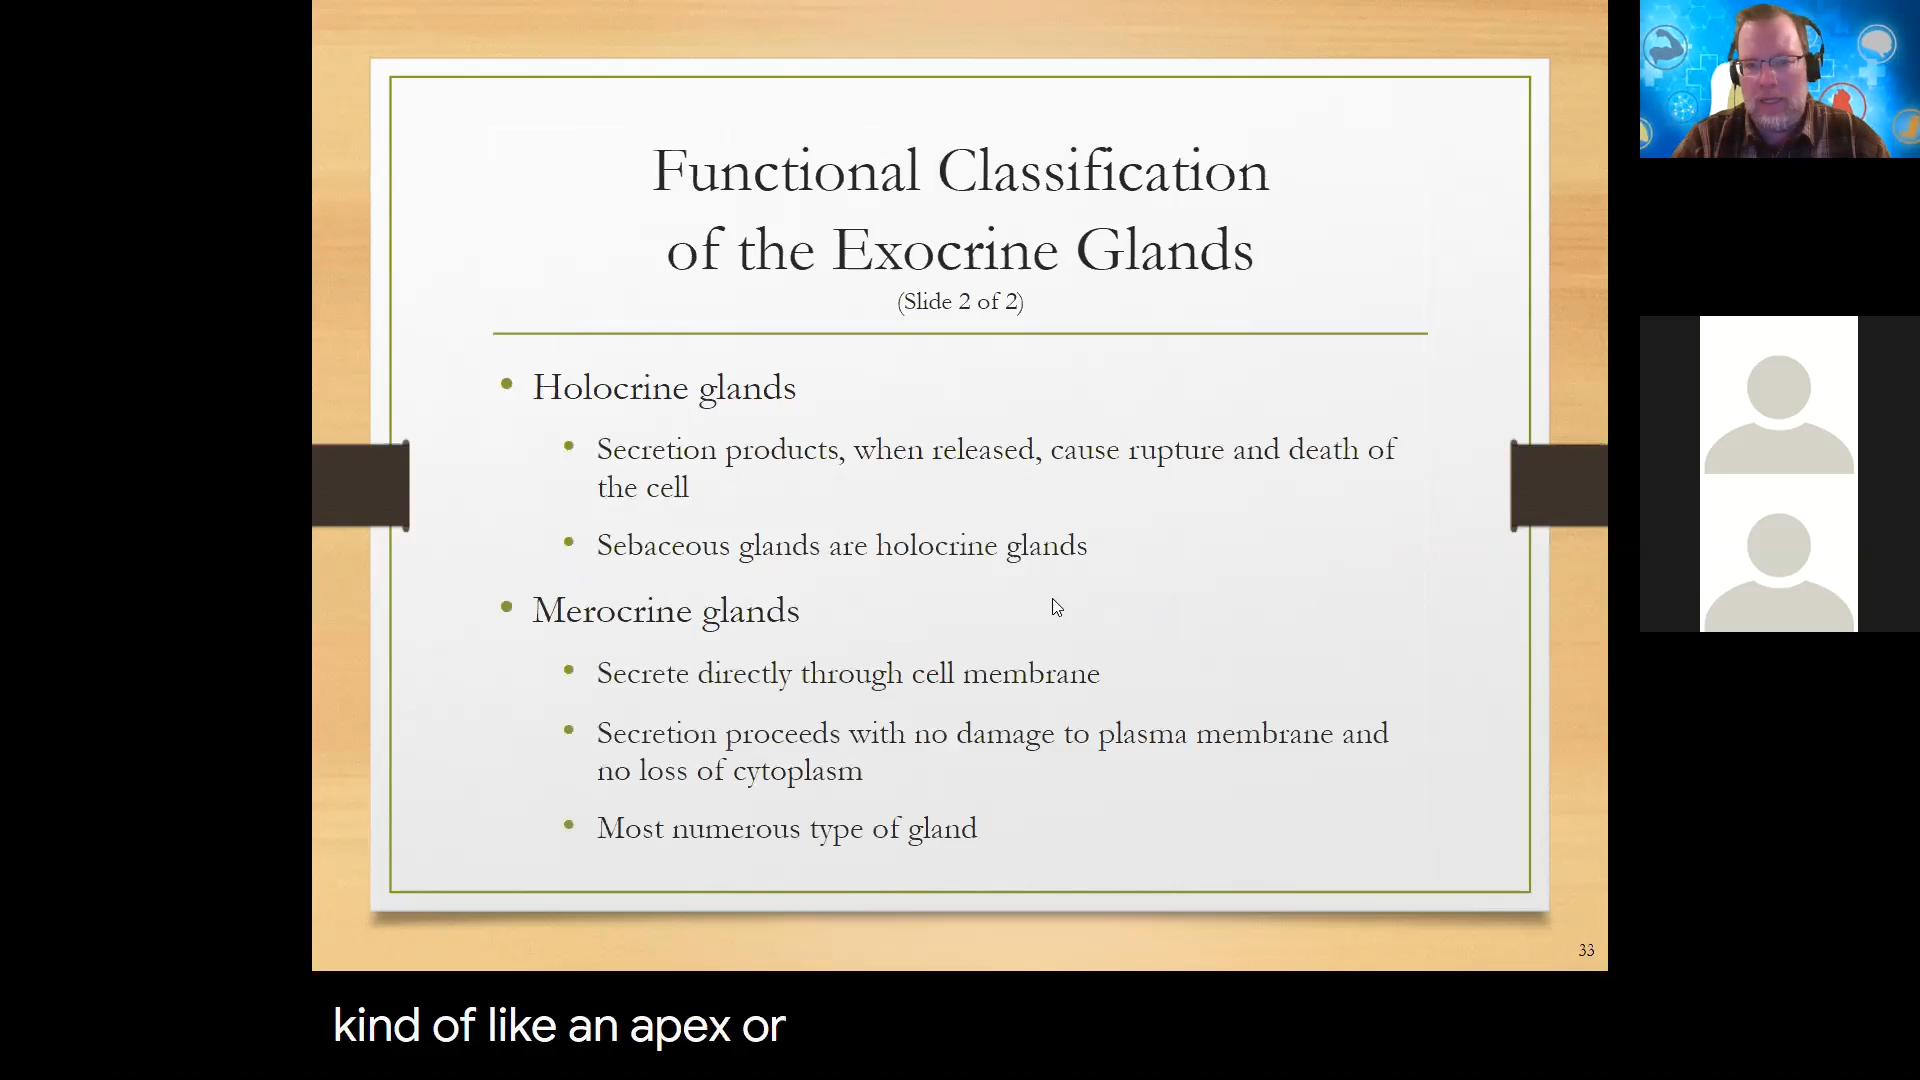 Functional Classification
of the Exocrine Glands
(Slide 2 of 2)
• Holocrine glands
• Secretion products, when released, cause rupture and death of
the cell
• Sebaceous glands are holocrine glands
• Merocrine glands
• Secrete directly through cell membrane
• Secretion proceeds with no damage to plasma membrane and
no loss of cytoplasm
• Most numerous type of gland
33
kind of like an apex or